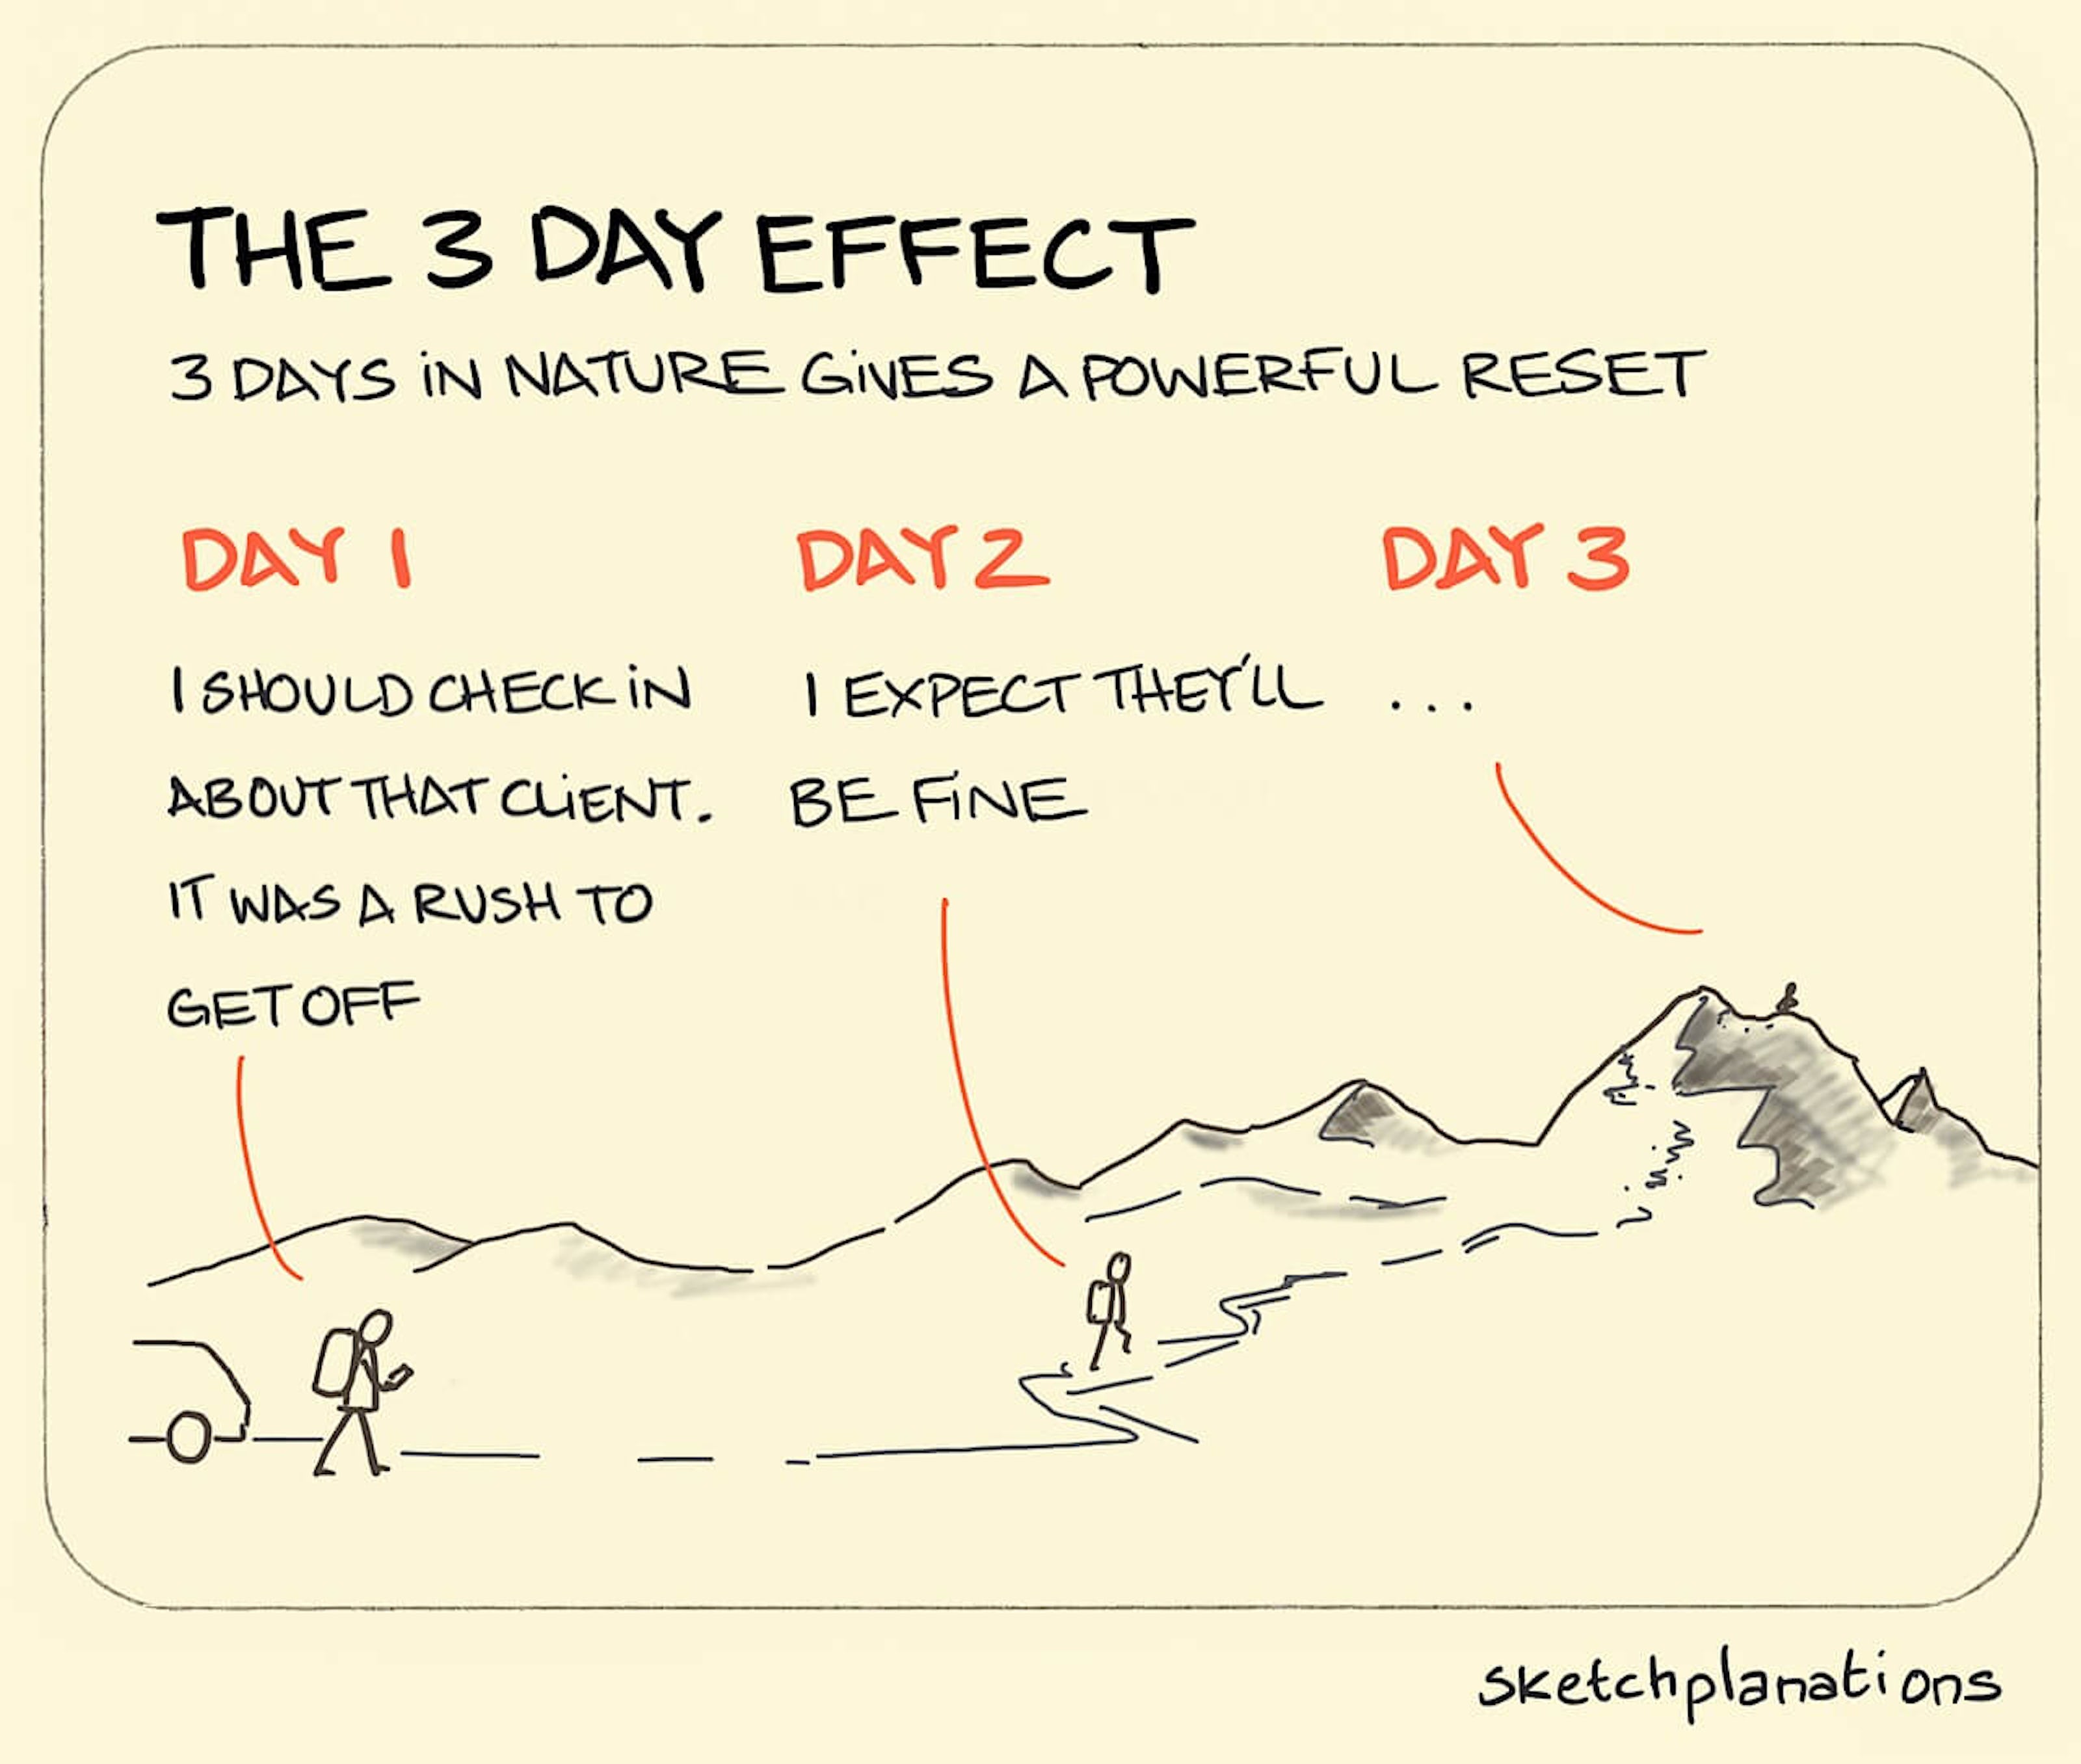 THE 3 DAY EFFECT
3 DAYS IN NATURE GIVES A POWERFUL RESET
DAY 1
I SHOULD CHECK IN
ABOUT THAT CLIENT.
IT WAS A RUSH TO
GET OFF
DAY 2
I EXPECT THEY'LL
BE FINE
DAY 3
...
sketchplanations